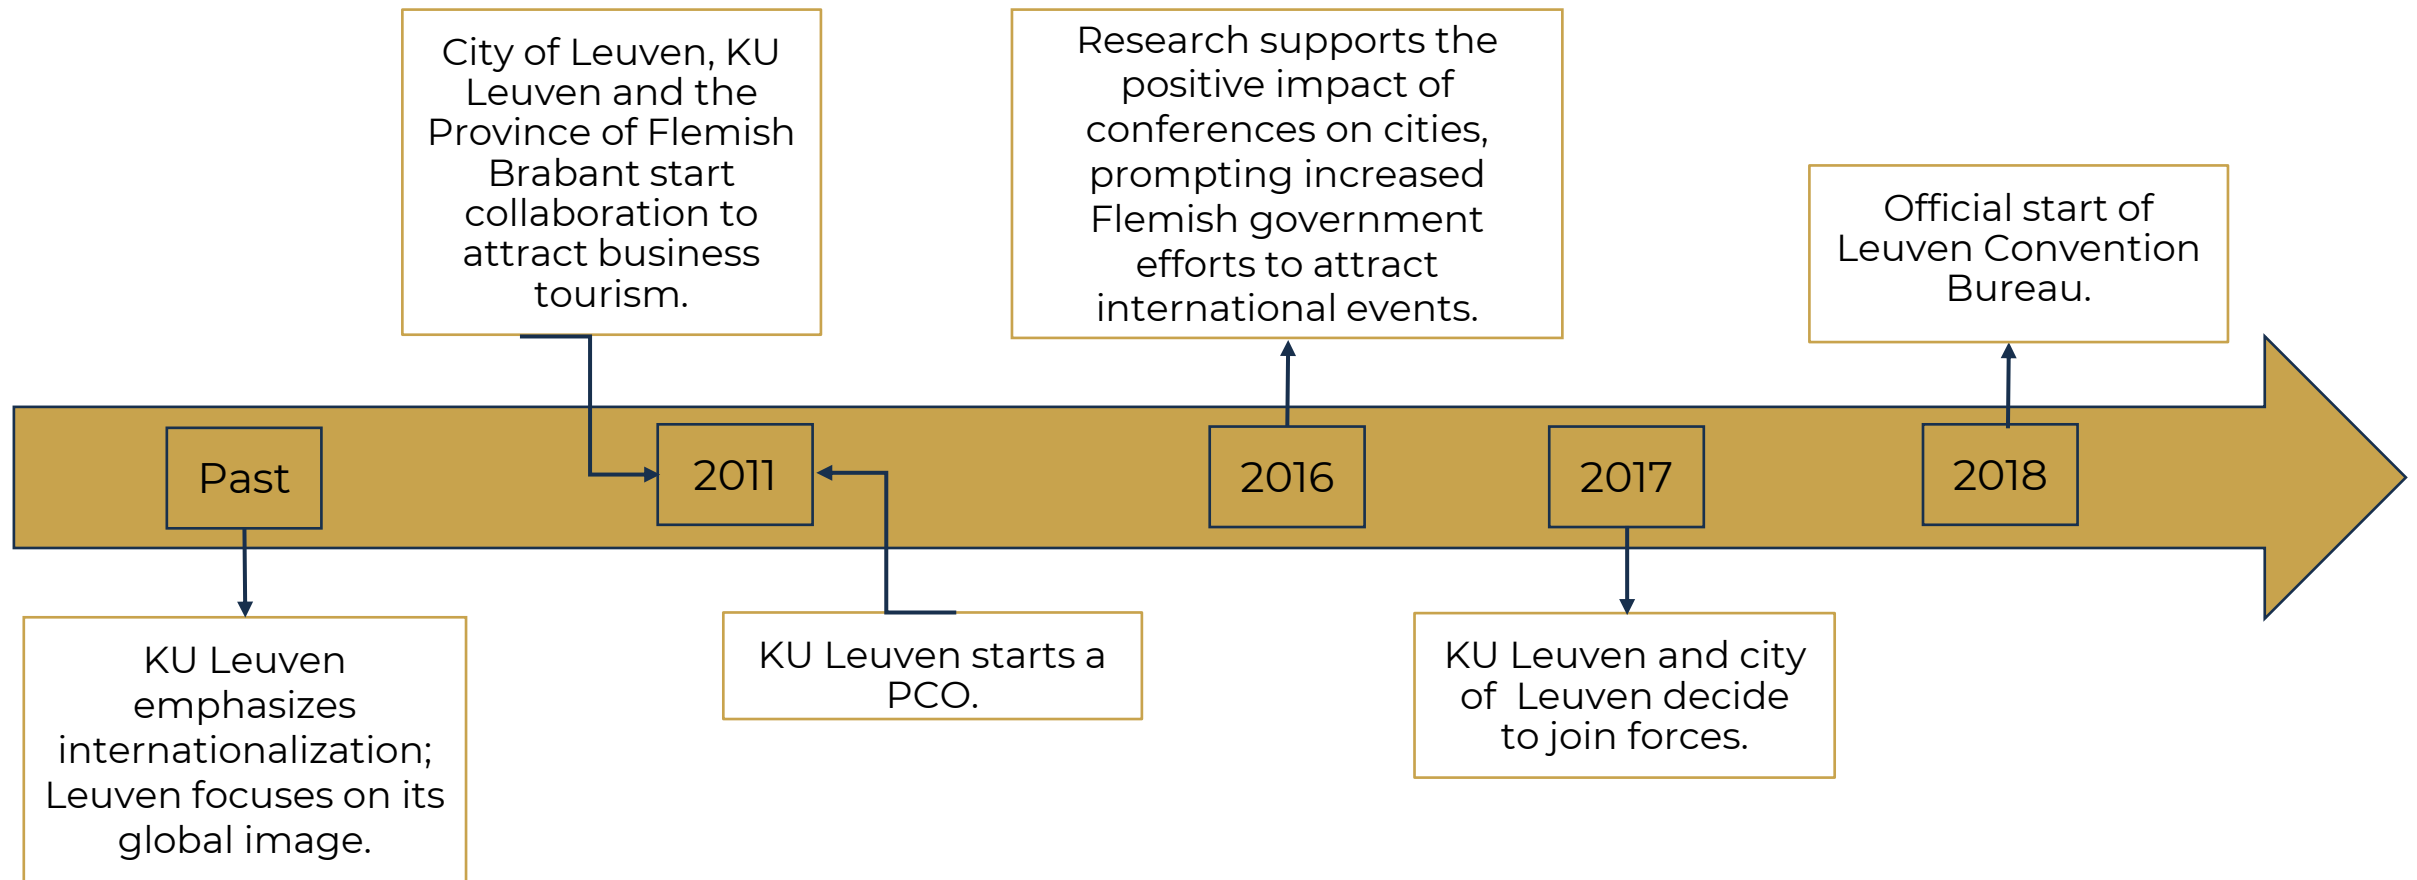 City of Leuven, KU
Leuven and the
Province of Flemish
Brabant start
collaboration to
attract business
tourism.
Research supports the
positive impact of
conferences on cities,
prompting increased
Flemish government
efforts to attract
international events.
Official start of
Leuven Convention
Bureau.
Past
2011
2016
2017
2018
KU Leuven
emphasizes
internationalization;
Leuven focuses on its
global image.
KU Leuven starts a
PCO.
KU Leuven and city
of  Leuven decide
to join forces.